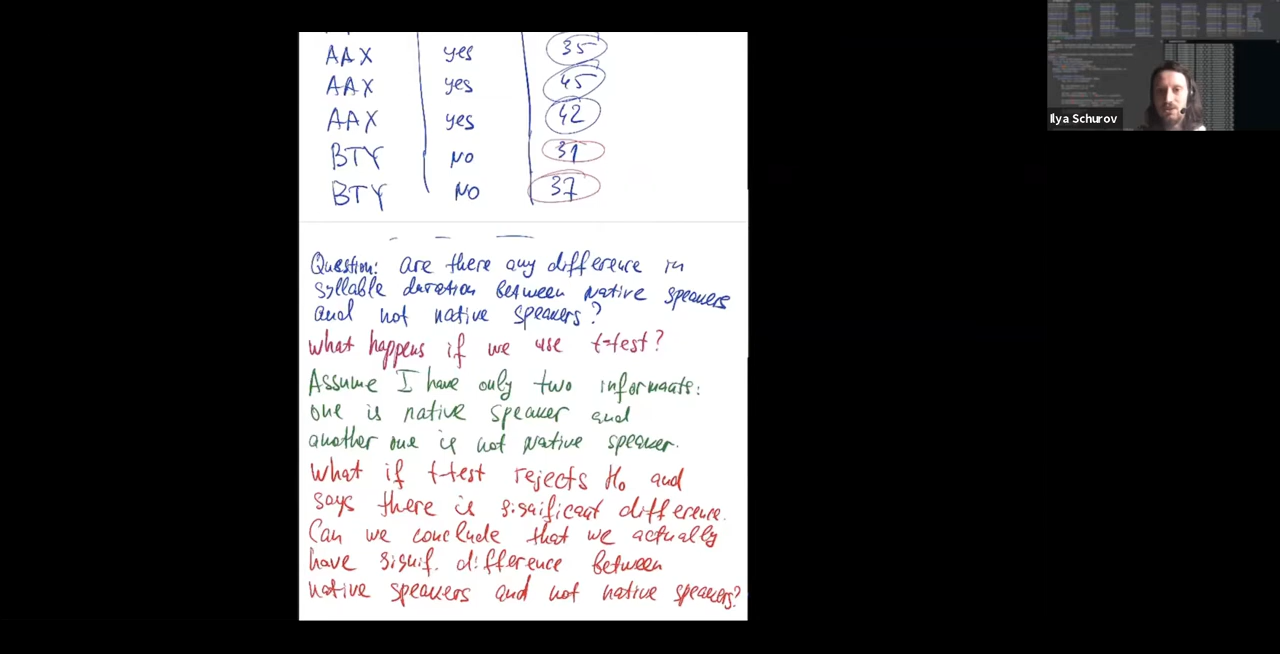 AAX yes 35
AAX yes 45
AAX yes 42
BTY NO 31
BTY NO 37
Question: are there any difference in
syllable duration between native speakers
and not native speakers?
What happens if we use t-test?
Assume I have only two informants:
one is native speaker and
another one is not native speaker.
What if t-test rejects H₀ and
says there is significant difference.
Can we conclude that we actually
have signif. difference between
native speakers and not native speakers?
Ilya Schurov